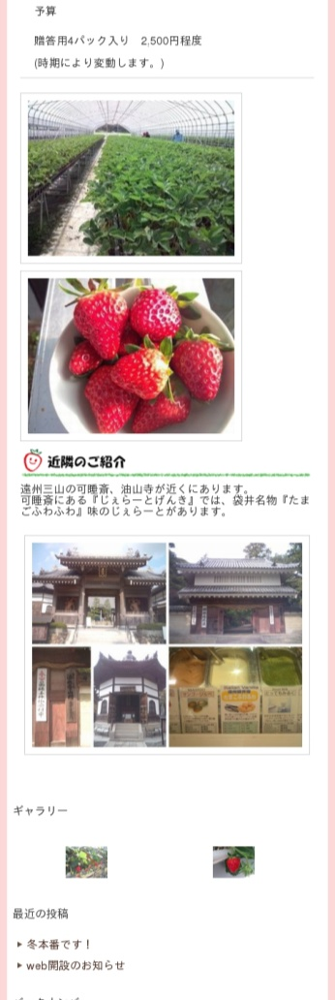 予算
贈答用4パック入り　2,500円程度
(時期により変動します。)
近隣のご紹介
遠州三山の可睡斎、油山寺が近くにあります。
可睡斎にある『じぇらーとげんき』では、袋井名物『たま
ごふわふわ』味のじぇらーとがあります。
ギャラリー
最近の投稿
冬本番です！
web開設のお知らせ